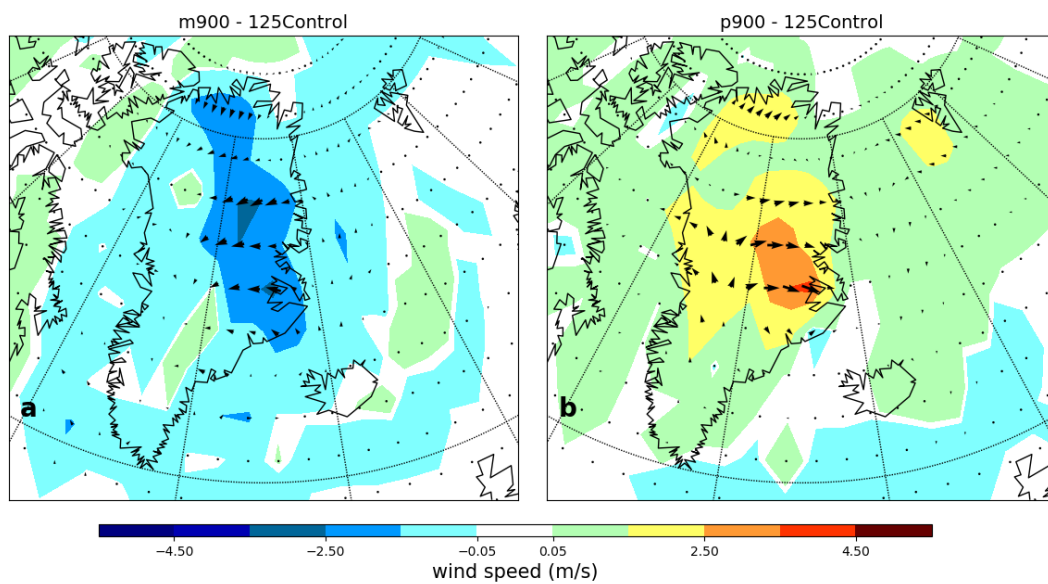 m900 - 125Control
p900 - 125Control
a
b
−4.50
−2.50
−0.05
0.05
2.50
4.50
wind speed (m/s)